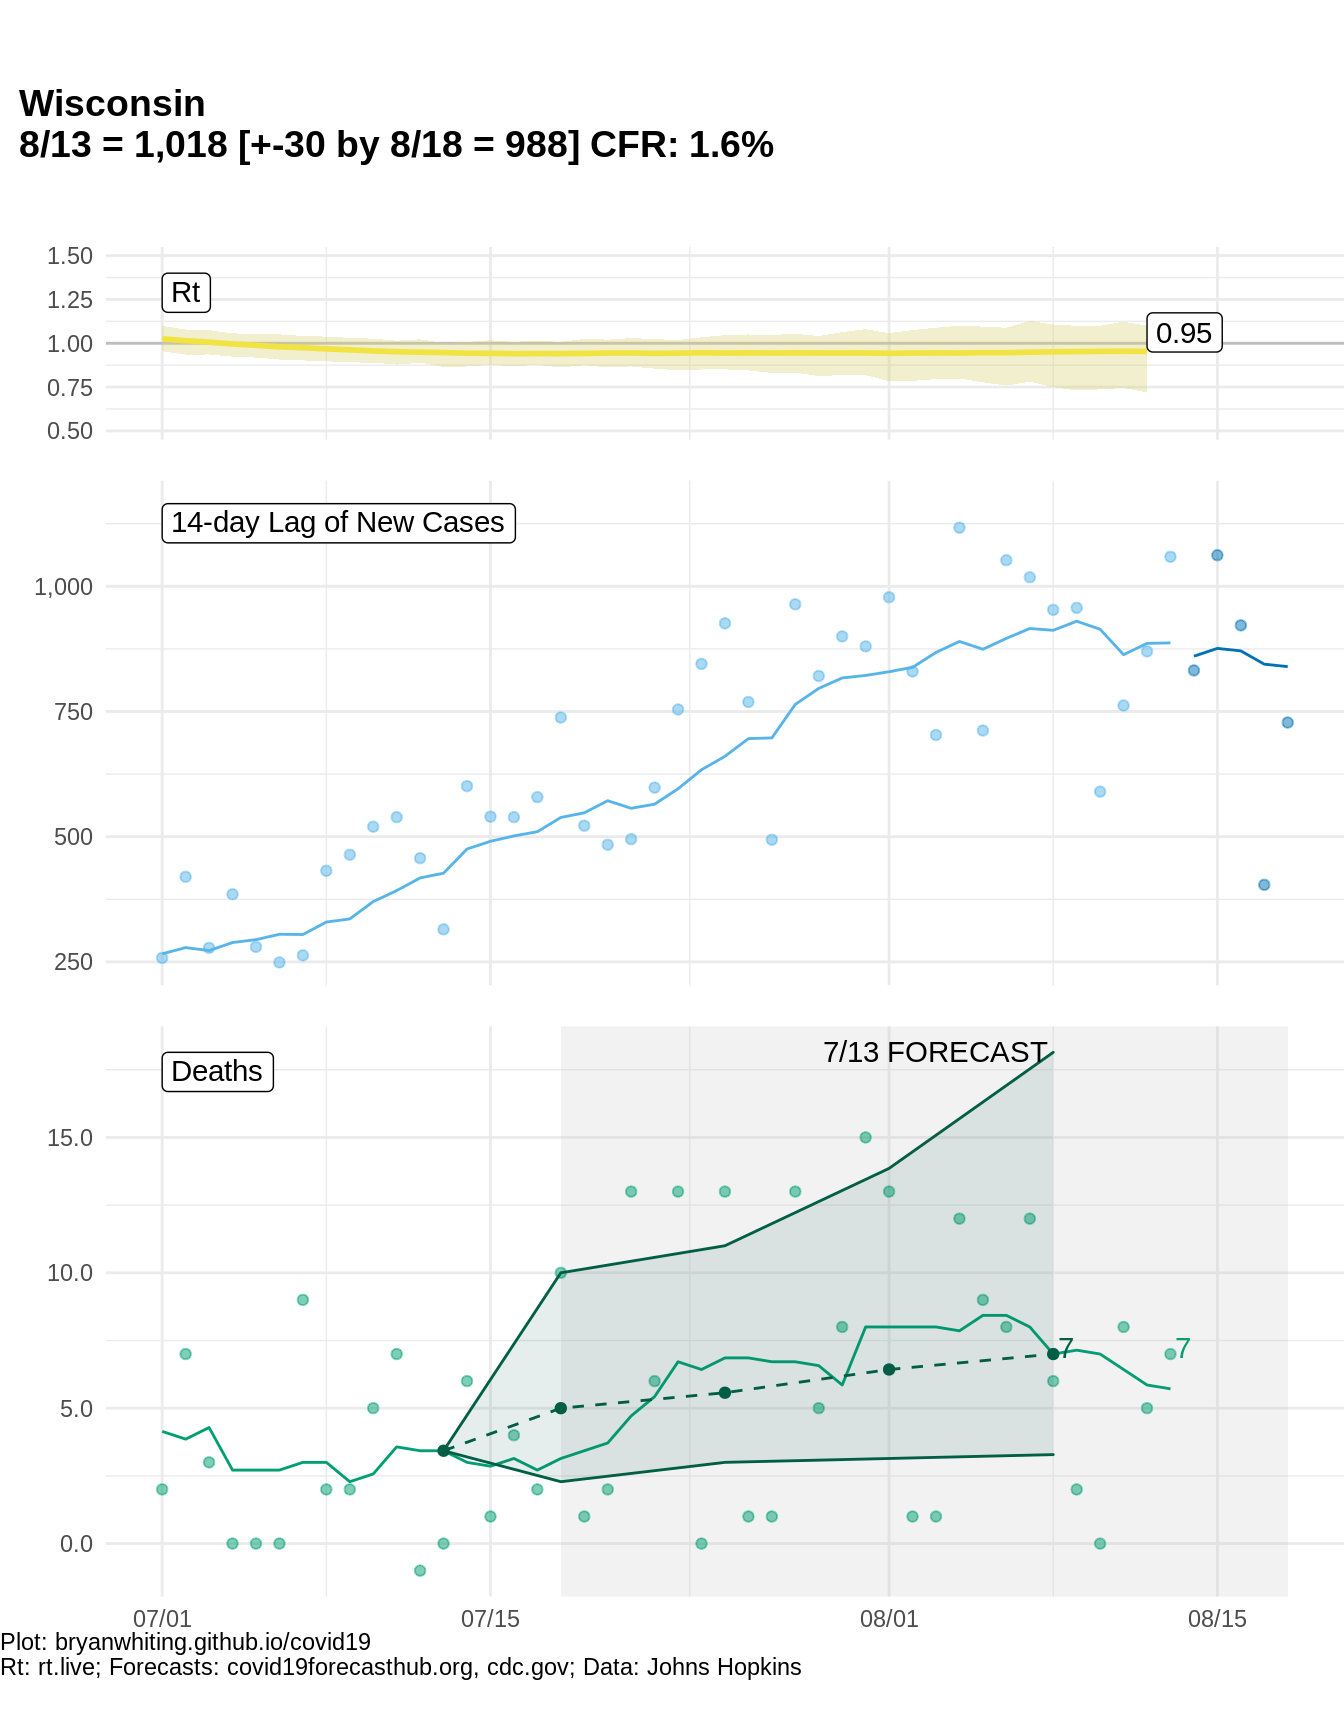 Wisconsin
8/13 = 1,018 [+-30 by 8/18 = 988] CFR: 1.6%
1.50
1.25
1.00
0.75
0.50
Rt
0.95
14-day Lag of New Cases
1,000
750
500
250
Deaths
7/13 FORECAST
15.0
10.0
5.0
0.0
7
7
07/01
07/15
08/01
08/15
Plot: bryanwhiting.github.io/covid19
Rt: rt.live; Forecasts: covid19forecasthub.org, cdc.gov; Data: Johns Hopkins